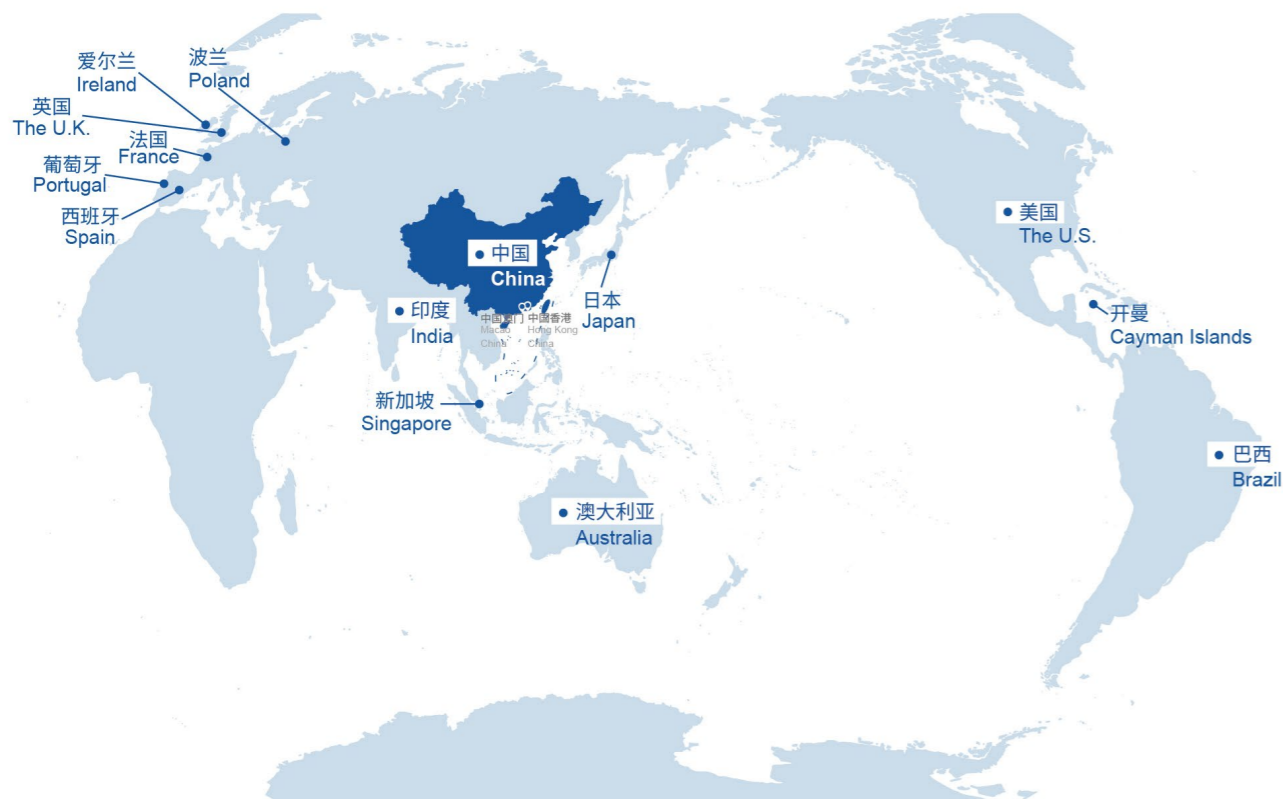 爱尔兰
Ireland
波兰
Poland
英国
The U.K.
法国
France
葡萄牙
Portugal
西班牙
Spain
中国
China
印度
India
中国澳门
Macao
China
中国香港
Hong Kong
China
日本
Japan
新加坡
Singapore
澳大利亚
Australia
美国
The U.S.
开曼
Cayman Islands
巴西
Brazil